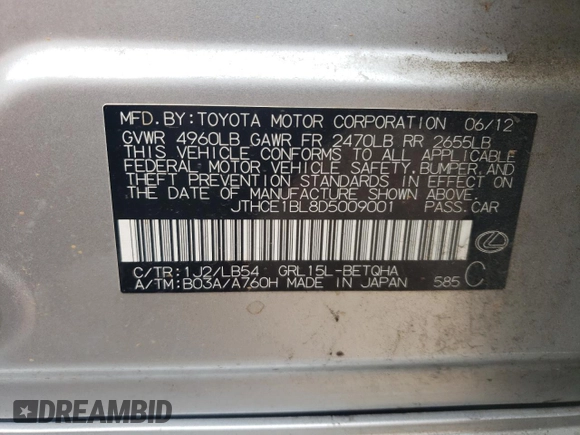 MFD.BY:TOYOTA MOTOR CORPORATION 06/12
GVWR 4960LB GAWR FR 2470LB RR 2655LB
THIS VEHICLE CONFORMS TO ALL APPLICABLE
FEDERAL MOTOR VEHICLE SAFETY,BUMPER,AND
THEFT PREVENTION STANDARDS IN EFFECT ON
THE DATE OF MANUFACTURE SHOWN ABOVE.
JTHCE1BL8D5009001 PASS.CAR
C/TR:1J2/LB54 GRL15L-BETQHA
A/TM:B03A/A760H MADE IN JAPAN 585 C
DREAMBID